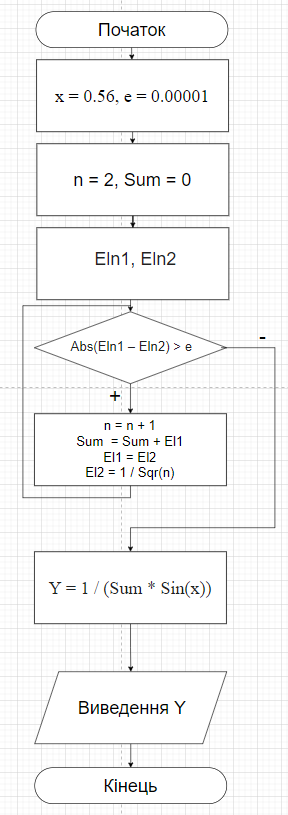 Початок
x = 0.56, e = 0.00001
n = 2, Sum = 0
Eln1, Eln2
Abs(Eln1 – Eln2) > e
-
+
n = n + 1
Sum = Sum + El1
El1 = El2
El2 = 1 / Sqr(n)
Y = 1 / (Sum * Sin(x))
Виведення Y
Кінець